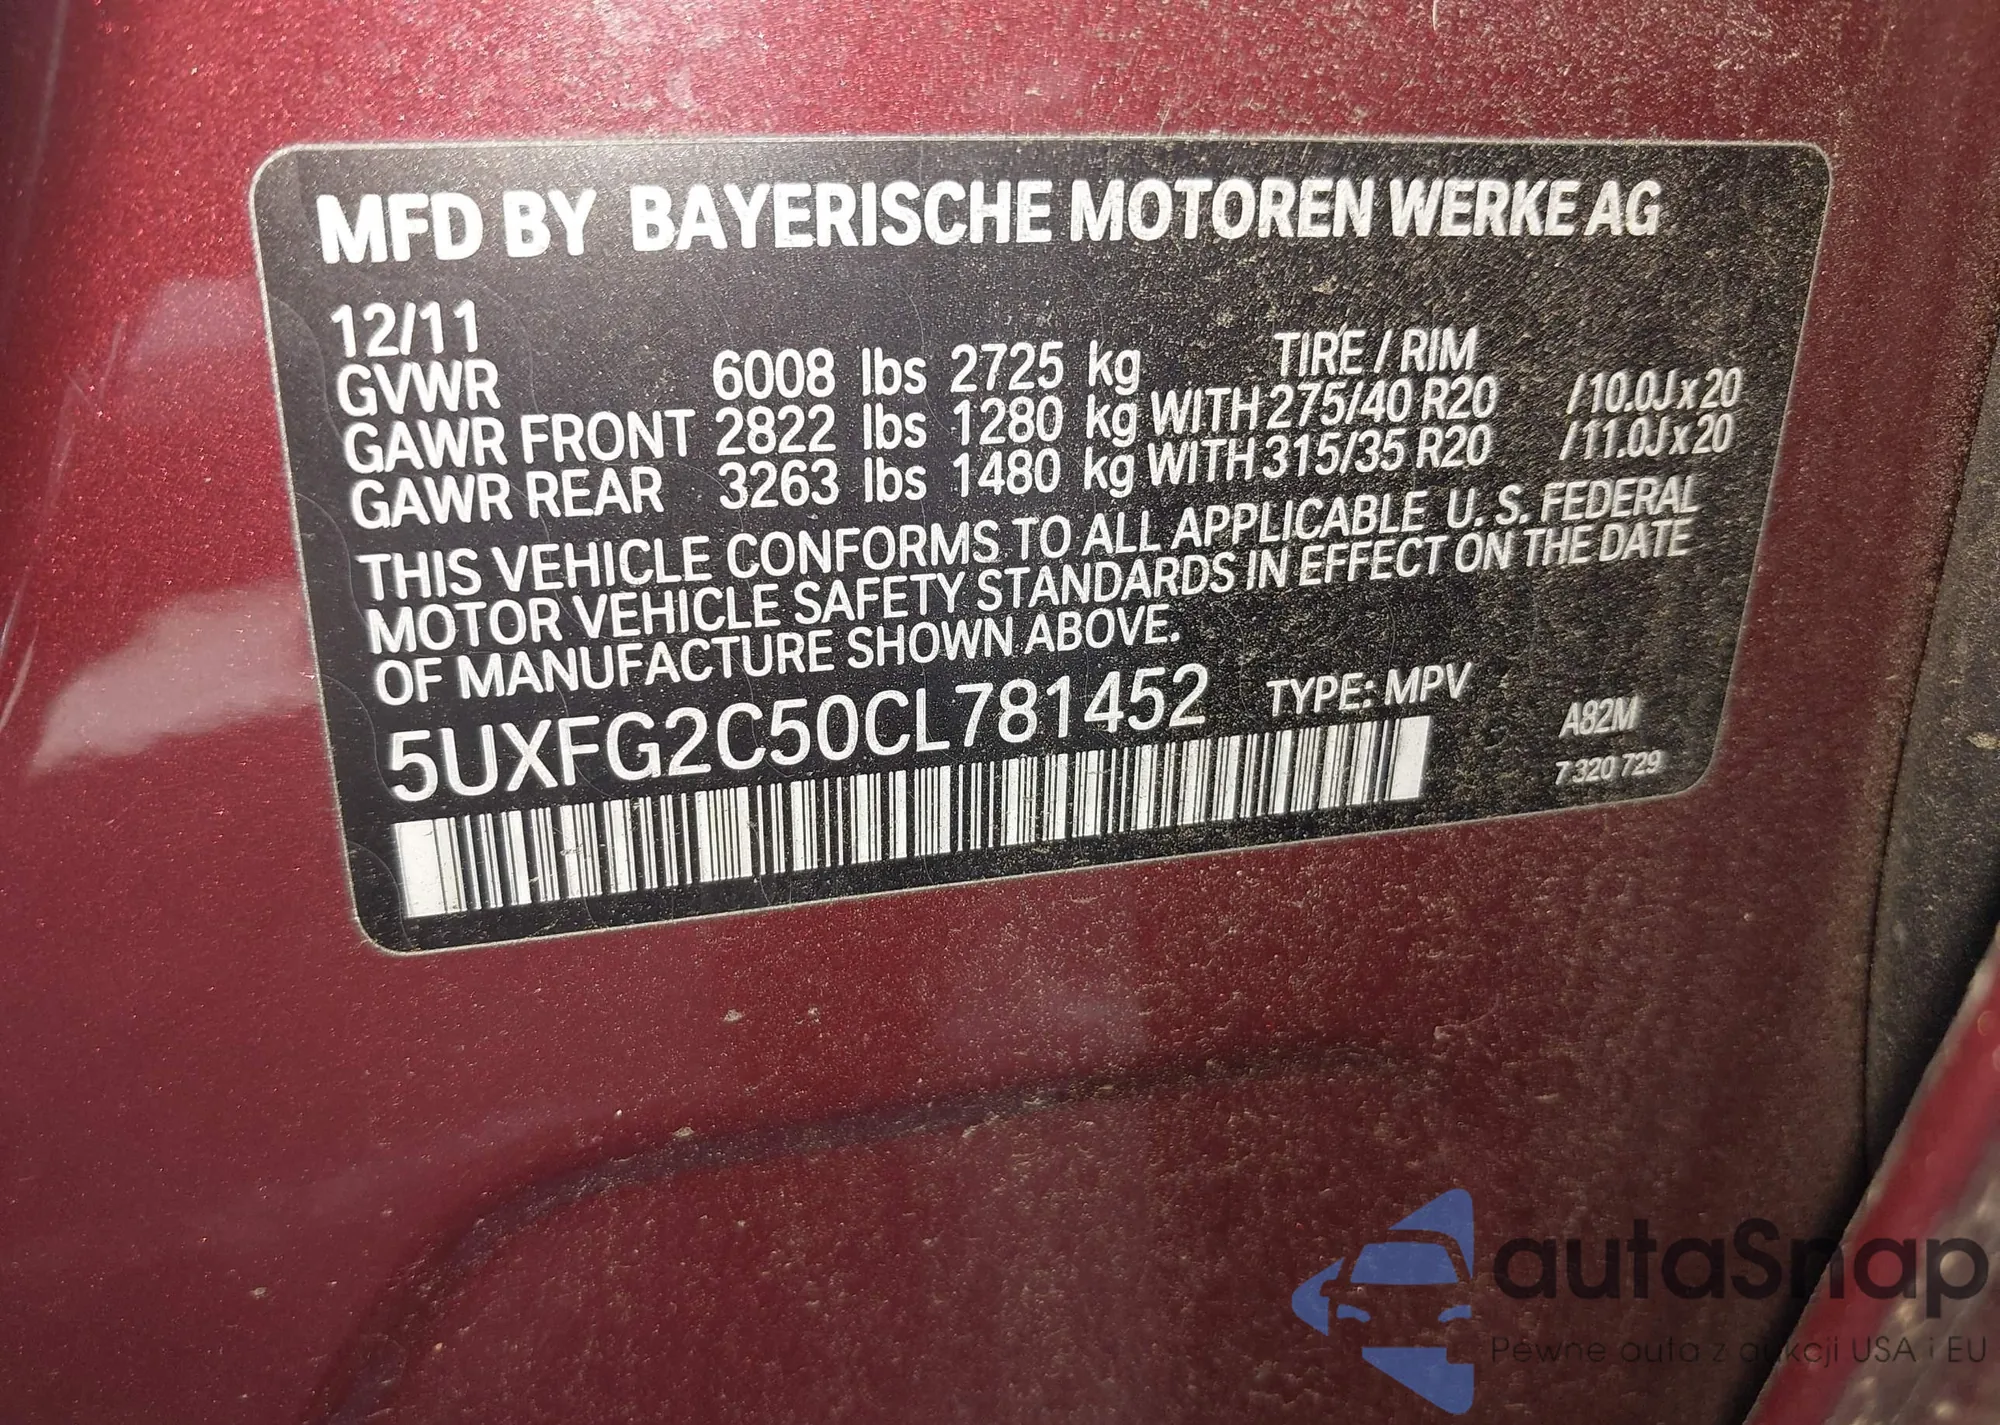 MFD BY BAYERISCHE MOTOREN WERKE AG
12/11
TIRE / RIM
GVWR 6008 lbs 2725 kg
GAWR FRONT 2822 lbs 1280 kg WITH 275/40 R20 /10.0J x 20
GAWR REAR 3263 lbs 1480 kg WITH 315/35 R20 /11.0J x 20
THIS VEHICLE CONFORMS TO ALL APPLICABLE U. S. FEDERAL
MOTOR VEHICLE SAFETY STANDARDS IN EFFECT ON THE DATE
OF MANUFACTURE SHOWN ABOVE.
5UXFG2C50CL781452 TYPE: MPV
A82M
7 320 729
autaSnap
Pewne auta z aukcji USA i EU